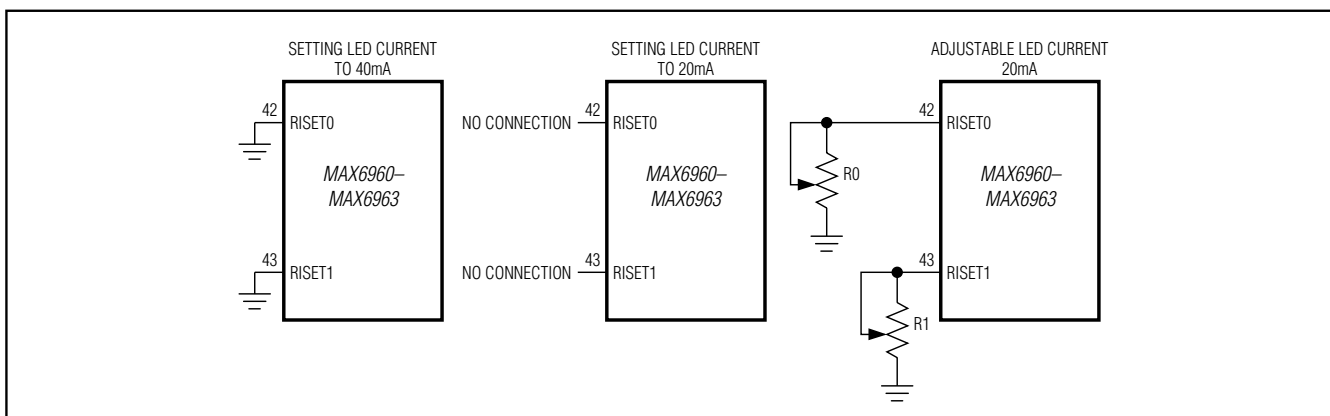 SETTING LED CURRENT
TO 40mA
42
RISET0
MAX6960–
MAX6963
43
RISET1
SETTING LED CURRENT
TO 20mA
NO CONNECTION
42
RISET0
MAX6960–
MAX6963
NO CONNECTION
43
RISET1
ADJUSTABLE LED CURRENT
20mA
42
RISET0
R0
MAX6960–
MAX6963
43
RISET1
R1